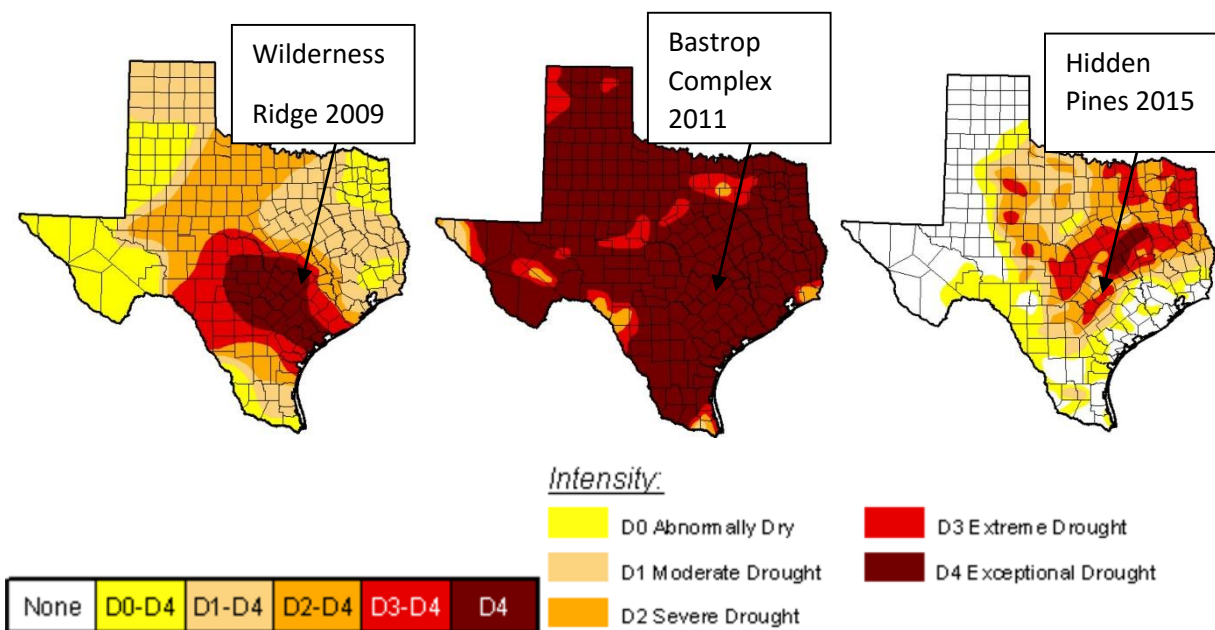 Wilderness
Ridge 2009
Bastrop
Complex
2011
Hidden
Pines 2015
Intensity:
D0 Abnormally Dry
D1 Moderate Drought
D2 Severe Drought
D3 Extreme Drought
D4 Exceptional Drought
None D0-D4 D1-D4 D2-D4 D3-D4 D4